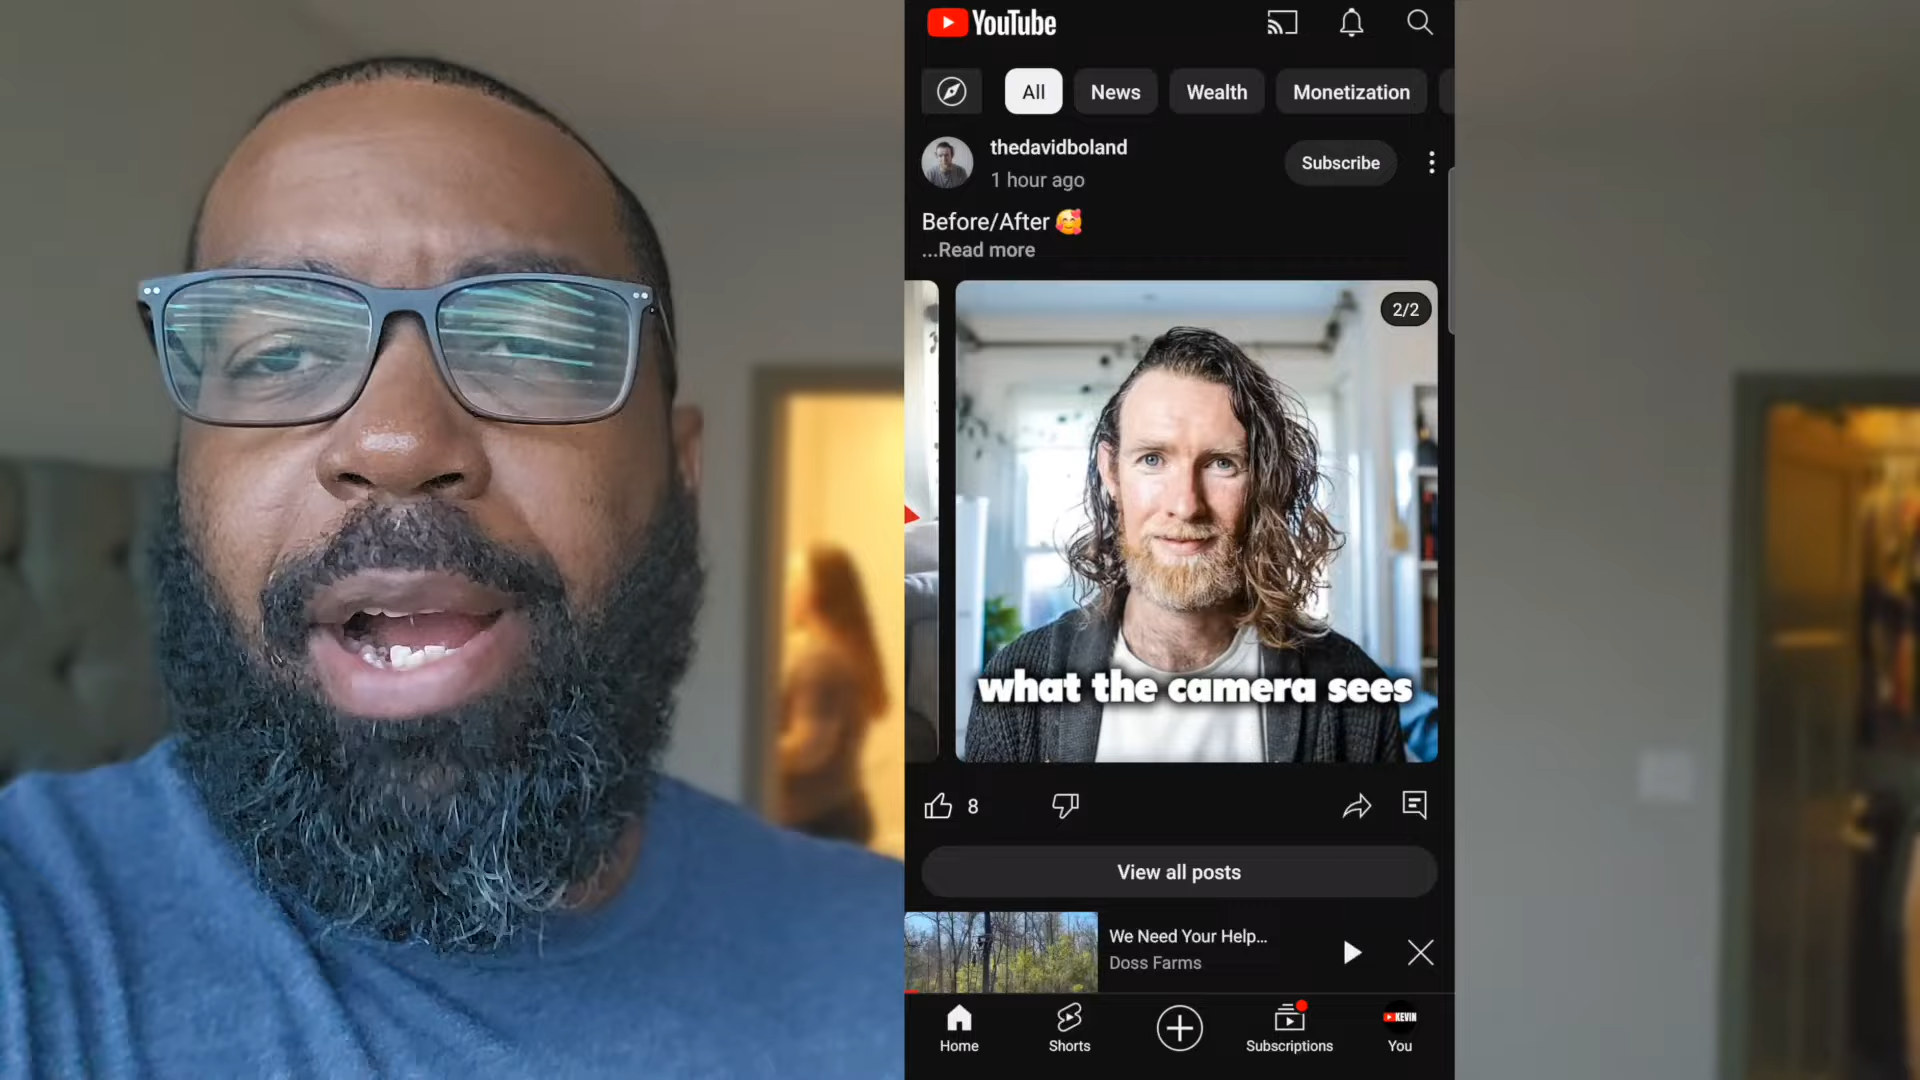 YouTube
All
News
Wealth
Monetization
thedavidboland
1 hour ago
Subscribe
Before/After 🥰
...Read more
2/2
what the camera sees
8
View all posts
We Need Your Help...
Doss Farms
Home
Shorts
Subscriptions
KEVIN
You